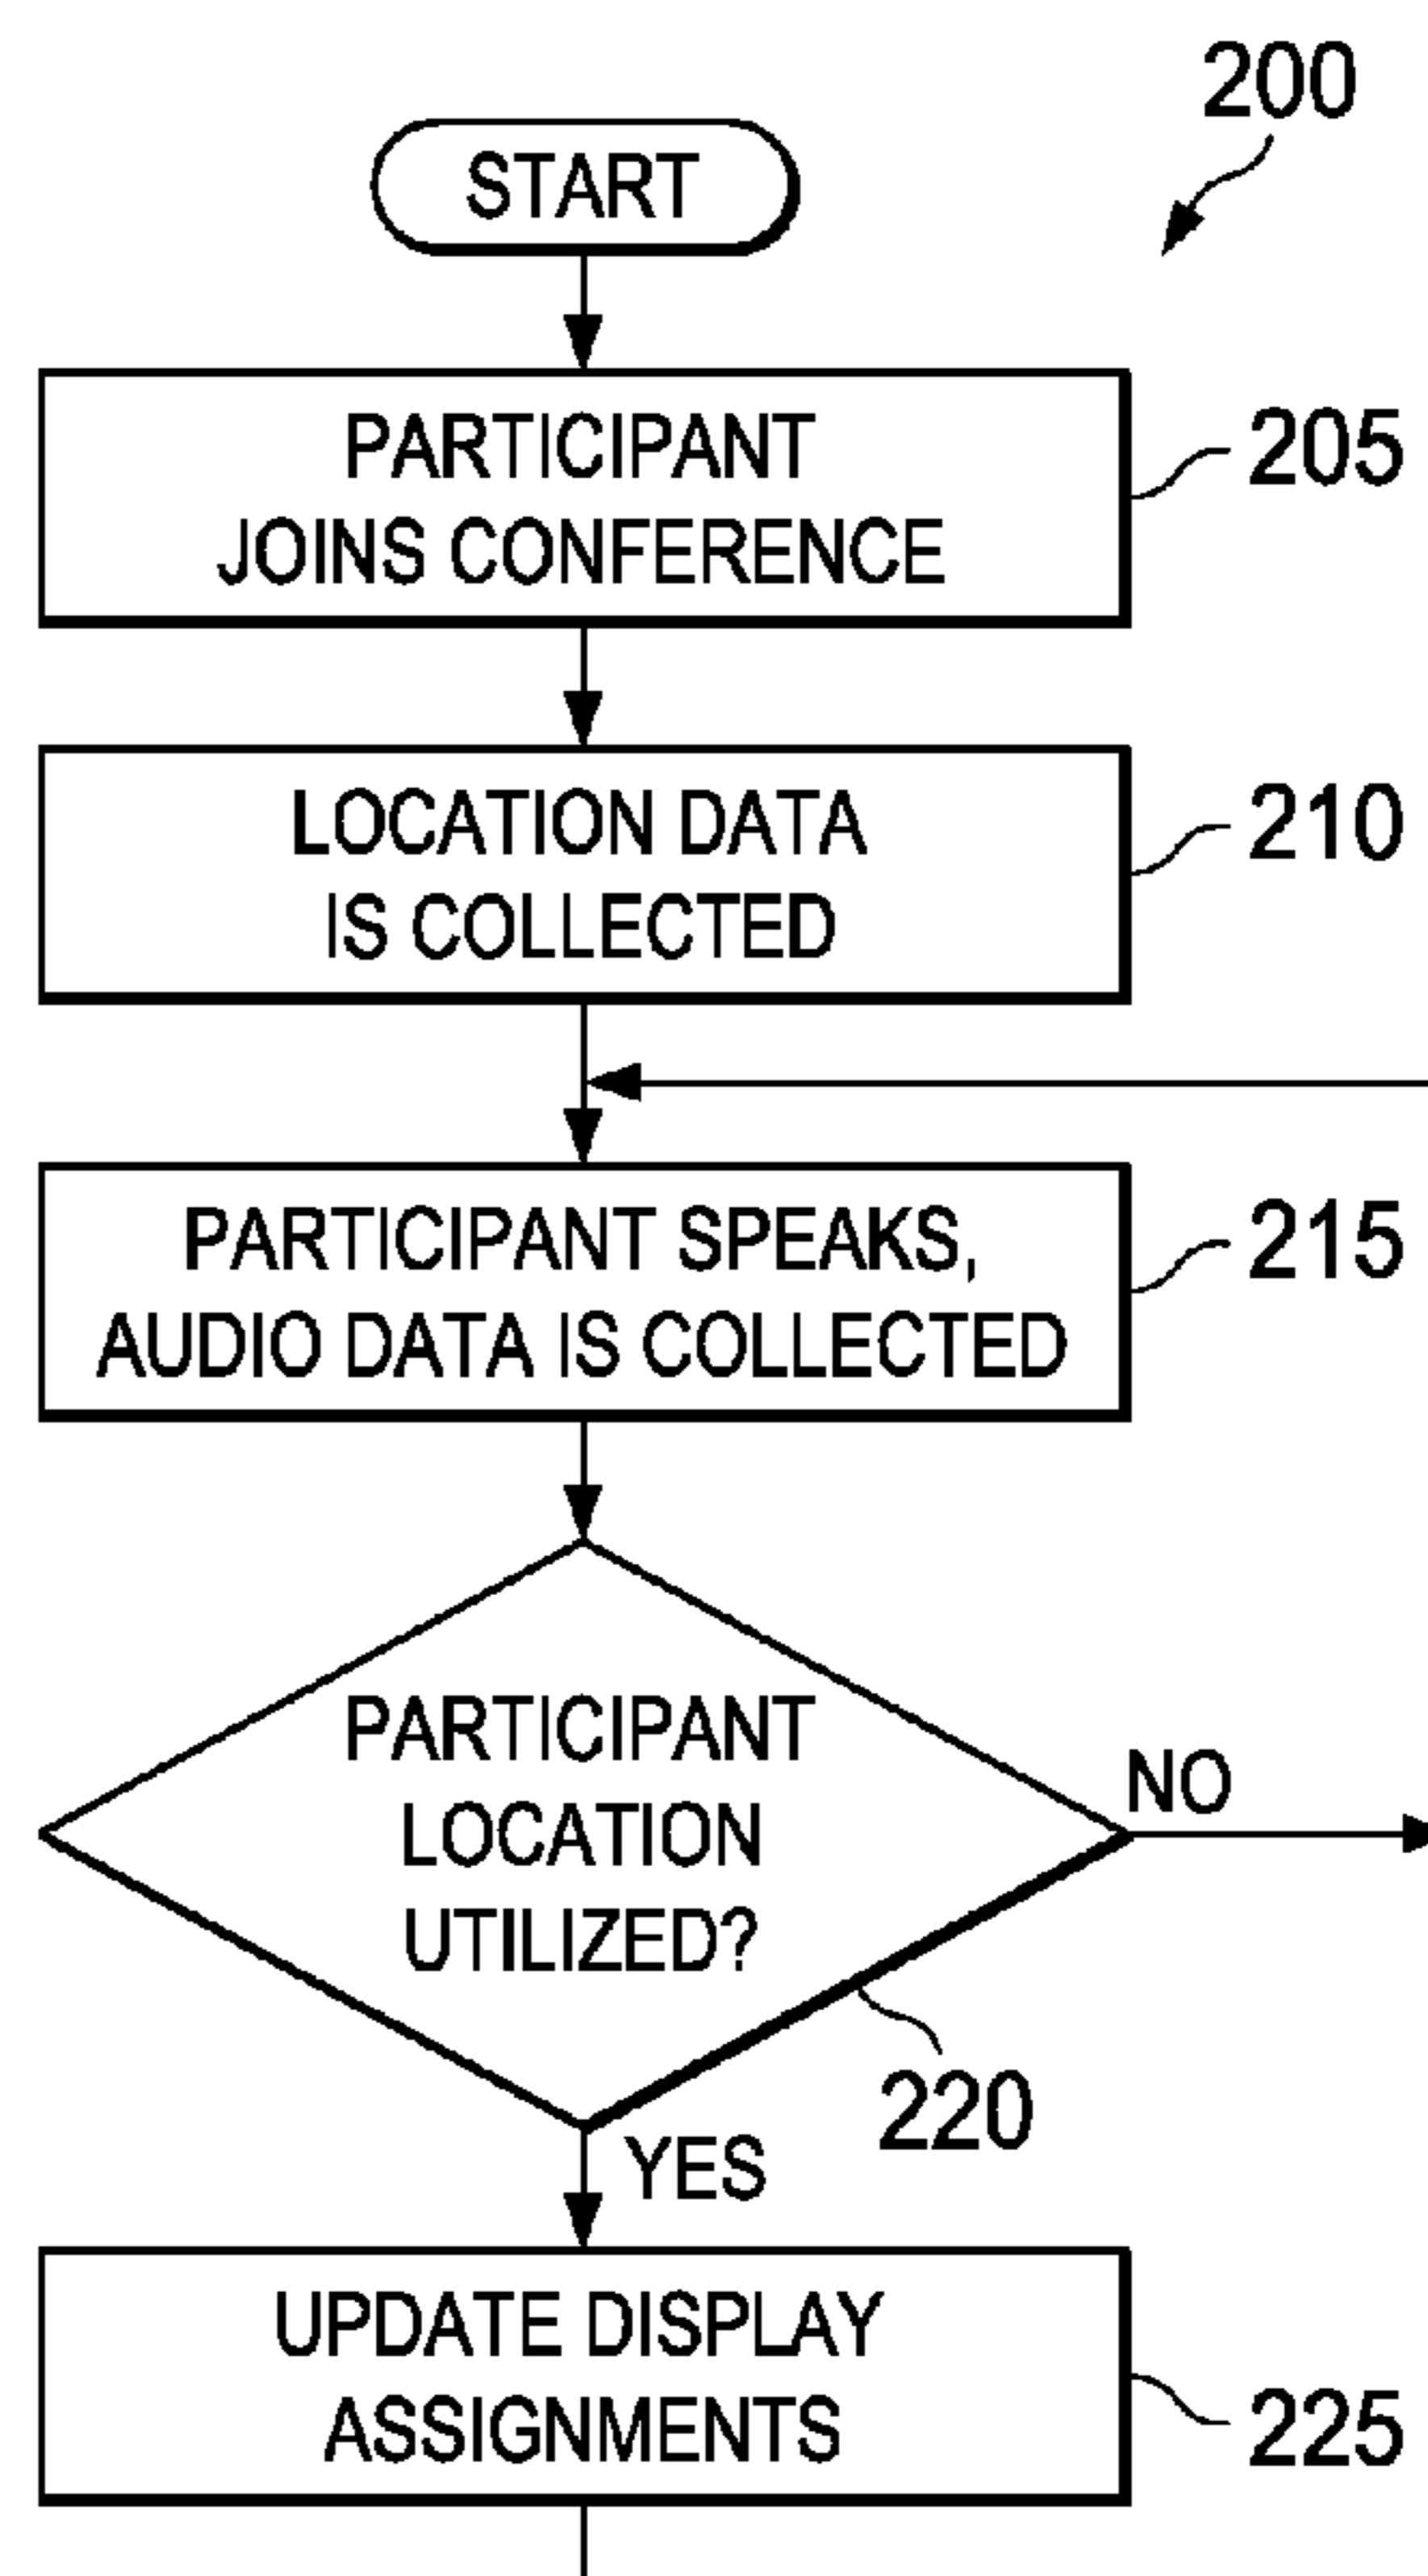 200
START
PARTICIPANT
JOINS CONFERENCE
205
LOCATION DATA
IS COLLECTED
210
PARTICIPANT SPEAKS,
AUDIO DATA IS COLLECTED
215
PARTICIPANT
LOCATION
UTILIZED?
NO
220
YES
UPDATE DISPLAY
ASSIGNMENTS
225